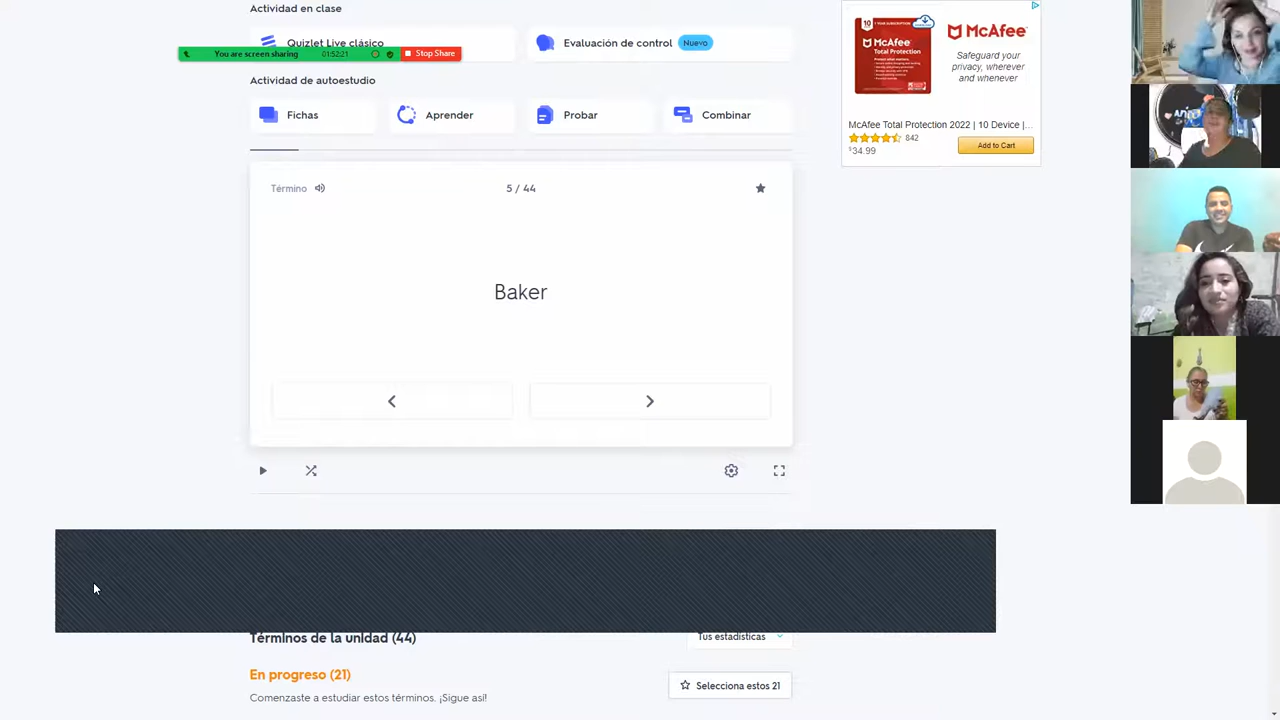 Actividad en clase
Quizlet Live clásico
Evaluación de control
Nuevo
You are screen sharing
01:52:21
Stop Share
Actividad de autoestudio
Fichas
Aprender
Probar
Combinar
McAfee
McAfee
Total Protection
Safeguard your
privacy, wherever
and whenever
McAfee Total Protection 2022 | 10 Device |...
842
$34.99
Add to Cart
Término
5 / 44
Baker
Términos de la unidad (44)
Tus estadísticas
En progreso (21)
Comenzaste a estudiar estos términos. ¡Sigue así!
Selecciona estos 21